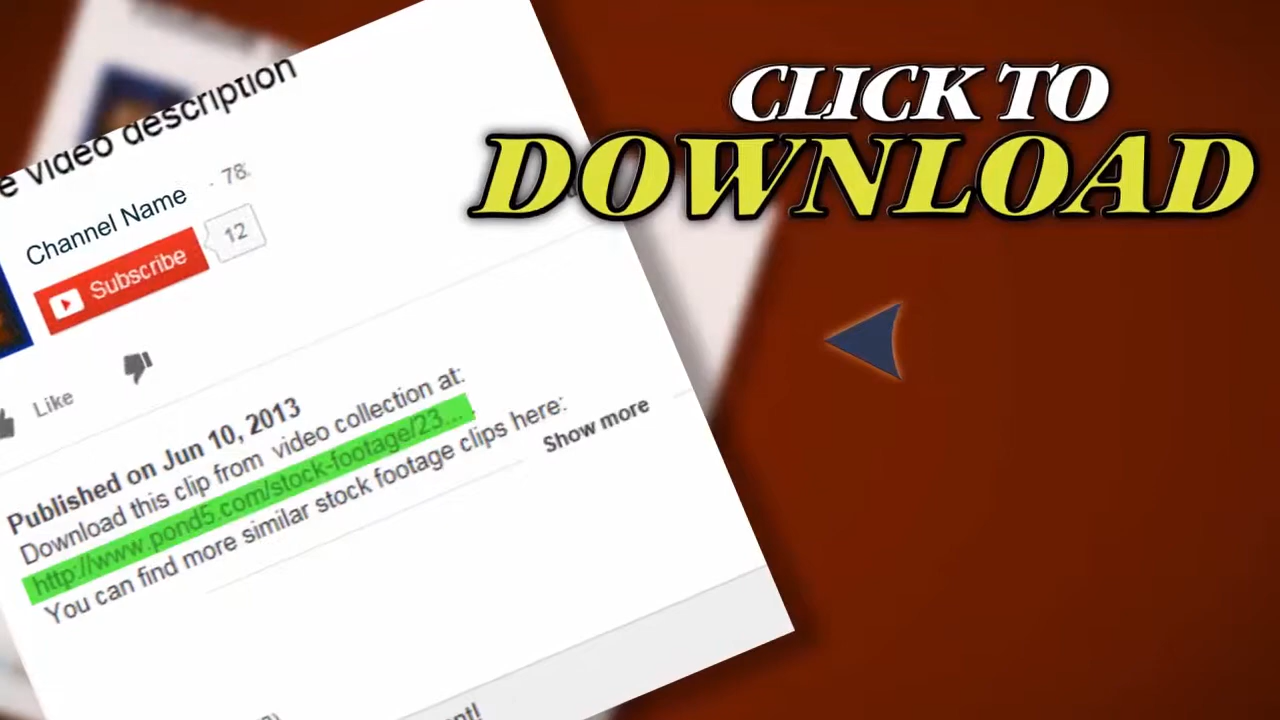 CLICK TO
DOWNLOAD
e video description
Channel Name
78
Subscribe
12
Like
Published on Jun 10, 2013
Download this clip from video collection at:
http://www.pond5.com/stock-footage/23...
You can find more similar stock footage clips here:
Show more